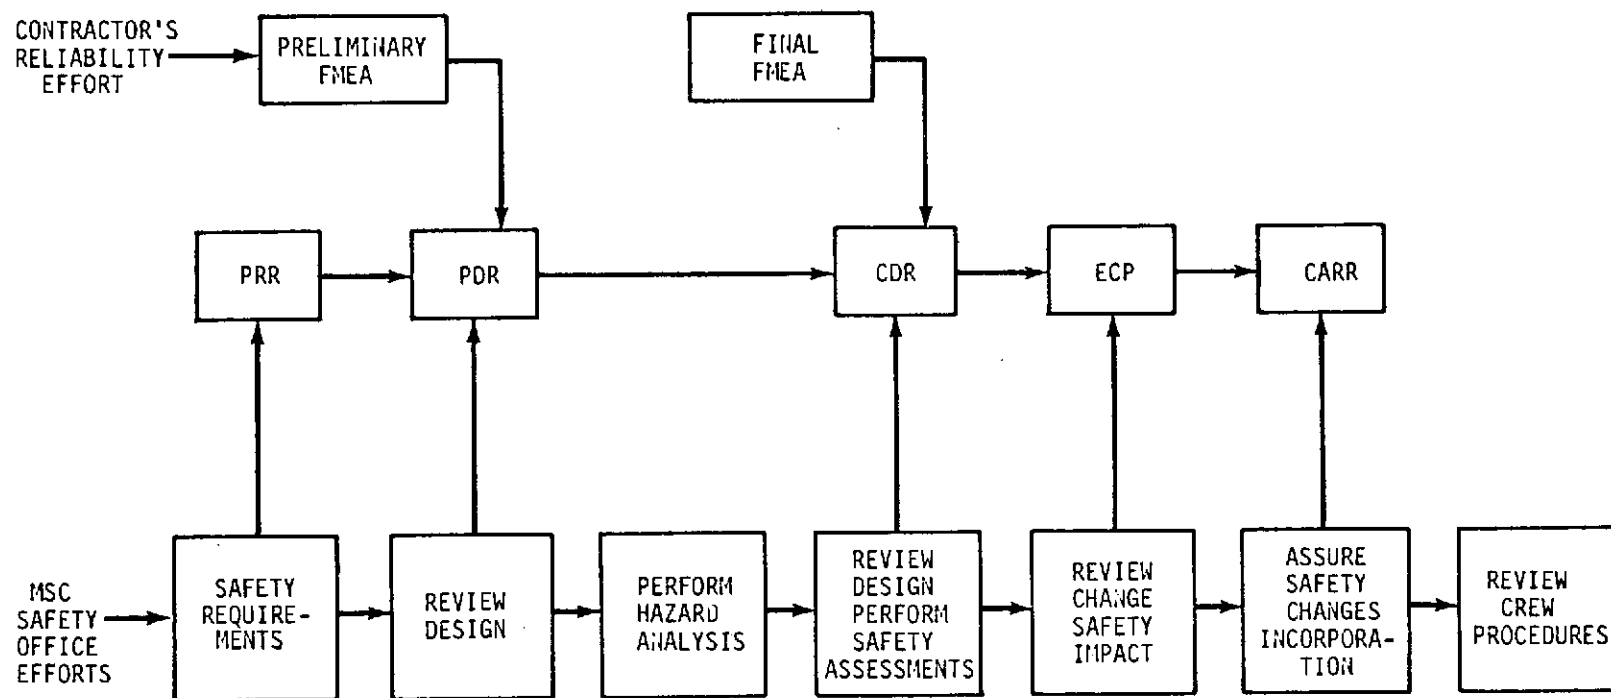 CONTRACTOR'S
RELIABILITY
EFFORT
PRELIMINARY
FMEA
FINAL
FMEA
PRR
PDR
CDR
ECP
CARR
MSC
SAFETY
OFFICE
EFFORTS
SAFETY
REQUIRE-
MENTS
REVIEW
DESIGN
PERFORM
HAZARD
ANALYSIS
REVIEW
DESIGN
PERFORM
SAFETY
ASSESSMENTS
REVIEW
CHANGE
SAFETY
IMPACT
ASSURE
SAFETY
CHANGES
INCORPORA-
TION
REVIEW
CREW
PROCEDURES